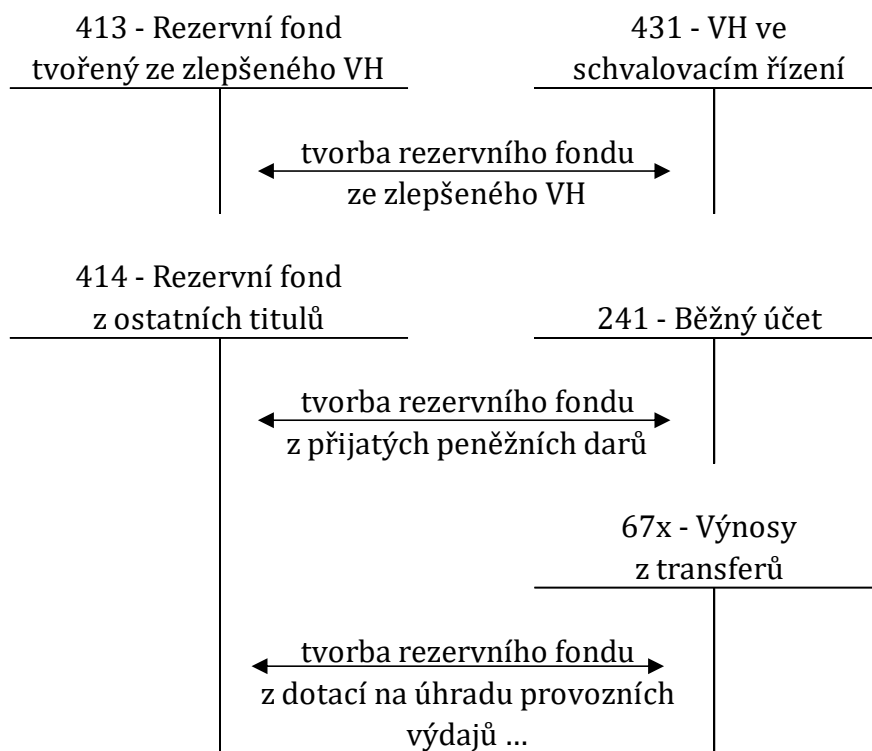 413 - Rezervní fond
tvořený ze zlepšeného VH
431 - VH ve
schvalovacím řízení
tvorba rezervního fondu
ze zlepšeného VH
414 - Rezervní fond
z ostatních titulů
241 - Běžný účet
tvorba rezervního fondu
z přijatých peněžních darů
67x - Výnosy
z transferů
tvorba rezervního fondu
z dotací na úhradu provozních
výdajů ...